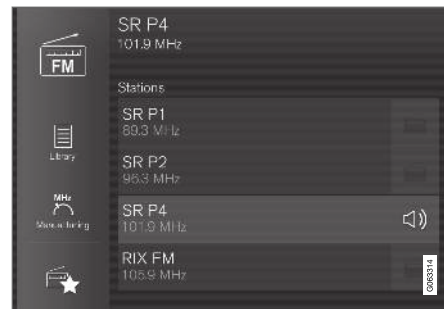 FM
Library
MHz
Manual tuning
SR P4
101.9 MHz
Stations
SR P1
89.3 MHz
SR P2
96.3 MHz
SR P4
101.9 MHz
RIX FM
105.9 MHz
G063314